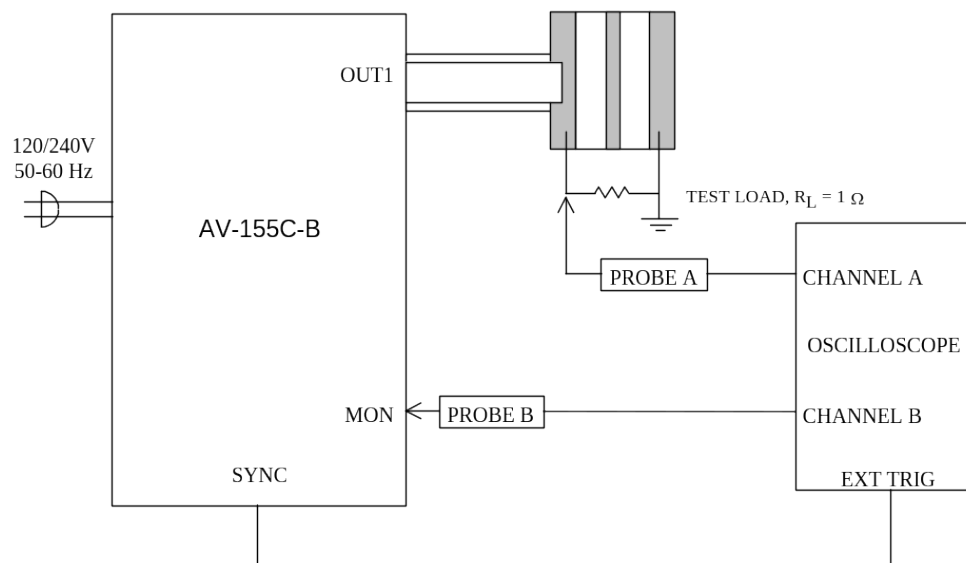 OUT1
120/240V
50-60 Hz
AV-155C-B
TEST LOAD, RL = 1 Ω
PROBE A
CHANNEL A
OSCILLOSCOPE
MON
PROBE B
CHANNEL B
SYNC
EXT TRIG